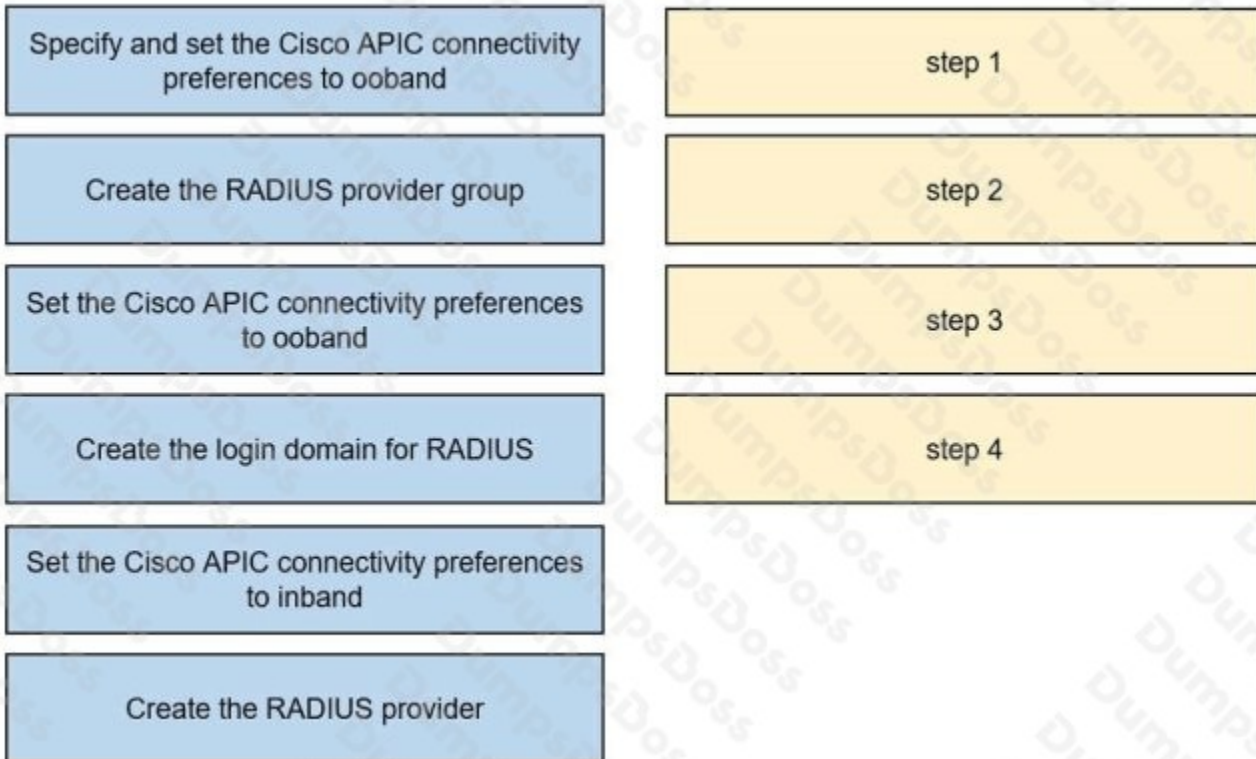 Specify and set the Cisco APIC connectivity
preferences to ooband
step 1
Create the RADIUS provider group
step 2
Set the Cisco APIC connectivity preferences
to ooband
step 3
Create the login domain for RADIUS
step 4
Set the Cisco APIC connectivity preferences
to inband
Create the RADIUS provider
DumpsDoss